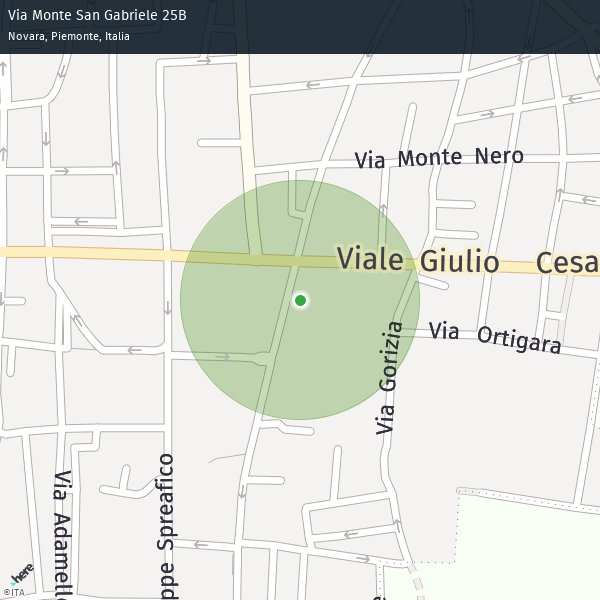 Via Monte San Gabriele 25B
Novara, Piemonte, Italia
Via Monte Nero
Viale Giulio Cesa
Via Ortigara
Via Gorizia
Via Adamello
ppe Spreafico
here
©ITA